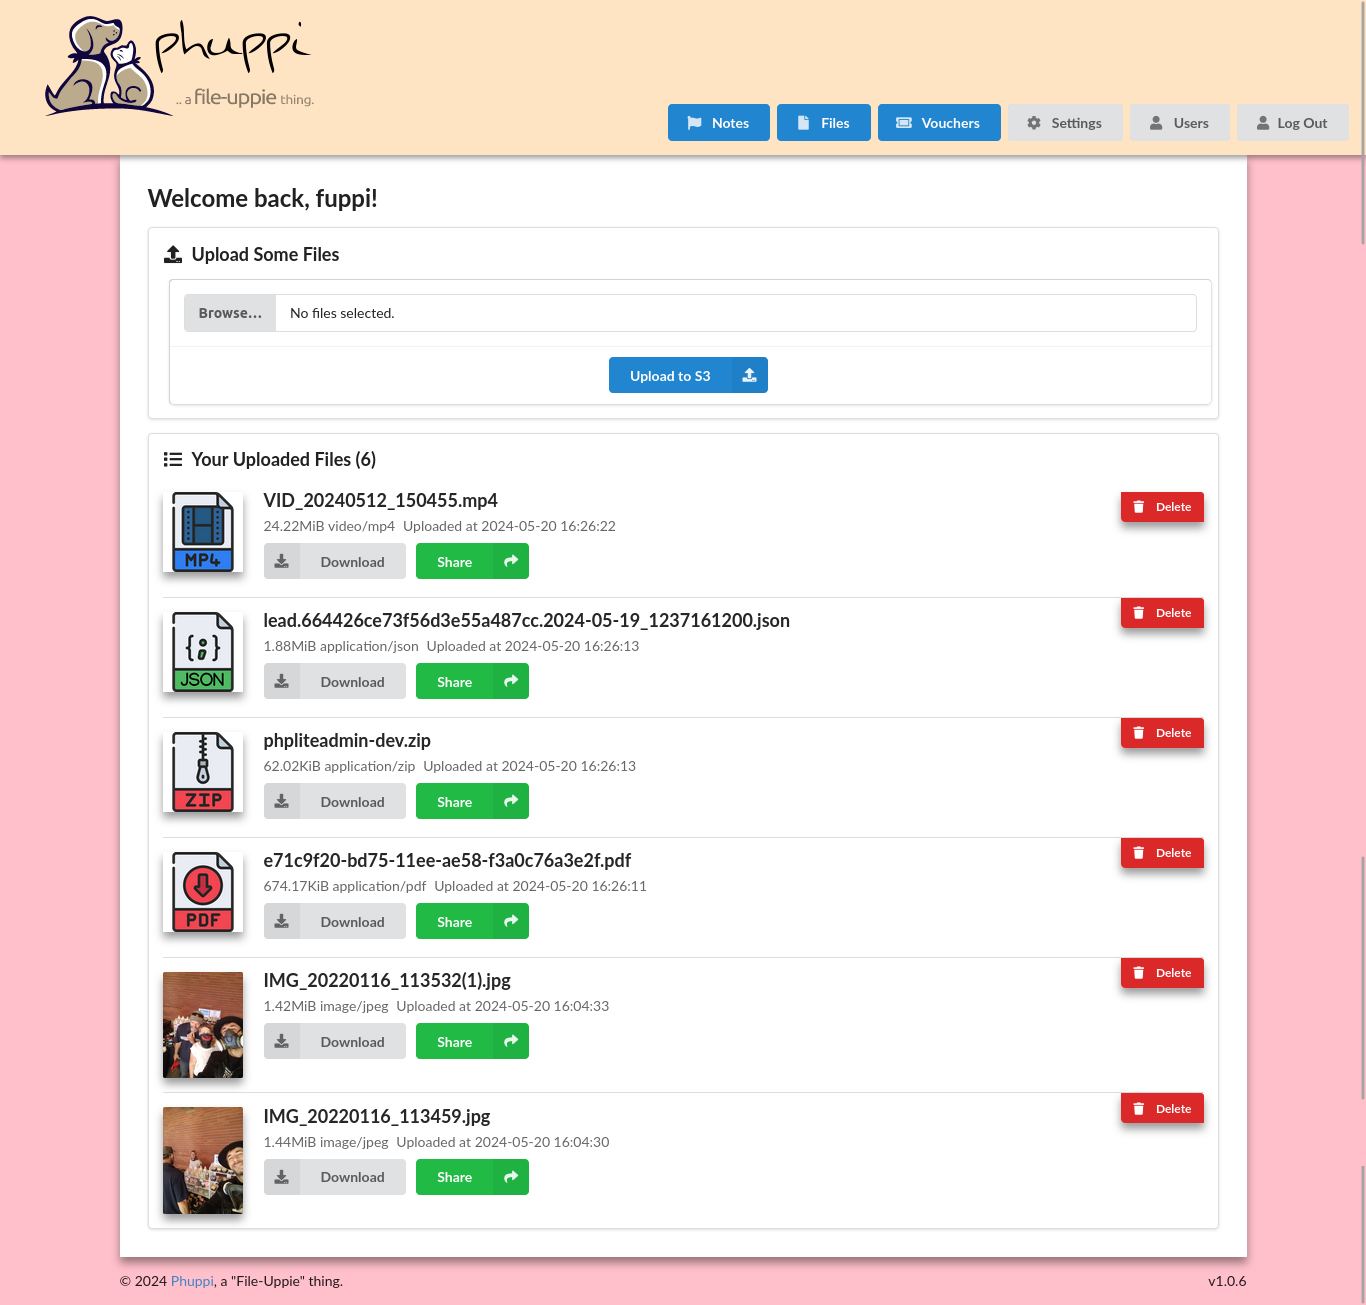 phuppi
.. a file-uppie thing.
Notes
Files
Vouchers
Settings
Users
Log Out
Welcome back, fuppi!
Upload Some Files
Browse...
No files selected.
Upload to S3
Your Uploaded Files (6)
MP4
VID_20240512_150455.mp4
Delete
24.22MiB video/mp4 Uploaded at 2024-05-20 16:26:22
Download
Share
{;}
JSON
lead.664426ce73f56d3e55a487cc.2024-05-19_1237161200.json
Delete
1.88MiB application/json Uploaded at 2024-05-20 16:26:13
Download
Share
ZIP
phpliteadmin-dev.zip
Delete
62.02KiB application/zip Uploaded at 2024-05-20 16:26:13
Download
Share
PDF
e71c9f20-bd75-11ee-ae58-f3a0c76a3e2f.pdf
Delete
674.17KiB application/pdf Uploaded at 2024-05-20 16:26:11
Download
Share
IMG_20220116_113532(1).jpg
Delete
1.42MiB image/jpeg Uploaded at 2024-05-20 16:04:33
Download
Share
IMG_20220116_113459.jpg
Delete
1.44MiB image/jpeg Uploaded at 2024-05-20 16:04:30
Download
Share
© 2024 Phuppi, a "File-Uppie" thing.
v1.0.6